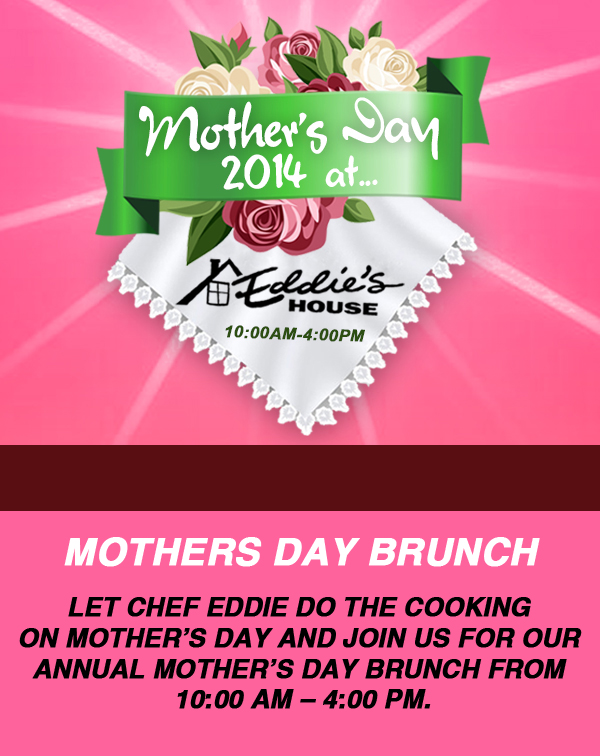 Mother's Day
2014 at...
Eddie's
HOUSE
10:00AM-4:00PM
MOTHERS DAY BRUNCH
LET CHEF EDDIE DO THE COOKING
ON MOTHER’S DAY AND JOIN US FOR OUR
ANNUAL MOTHER’S DAY BRUNCH FROM
10:00 AM – 4:00 PM.